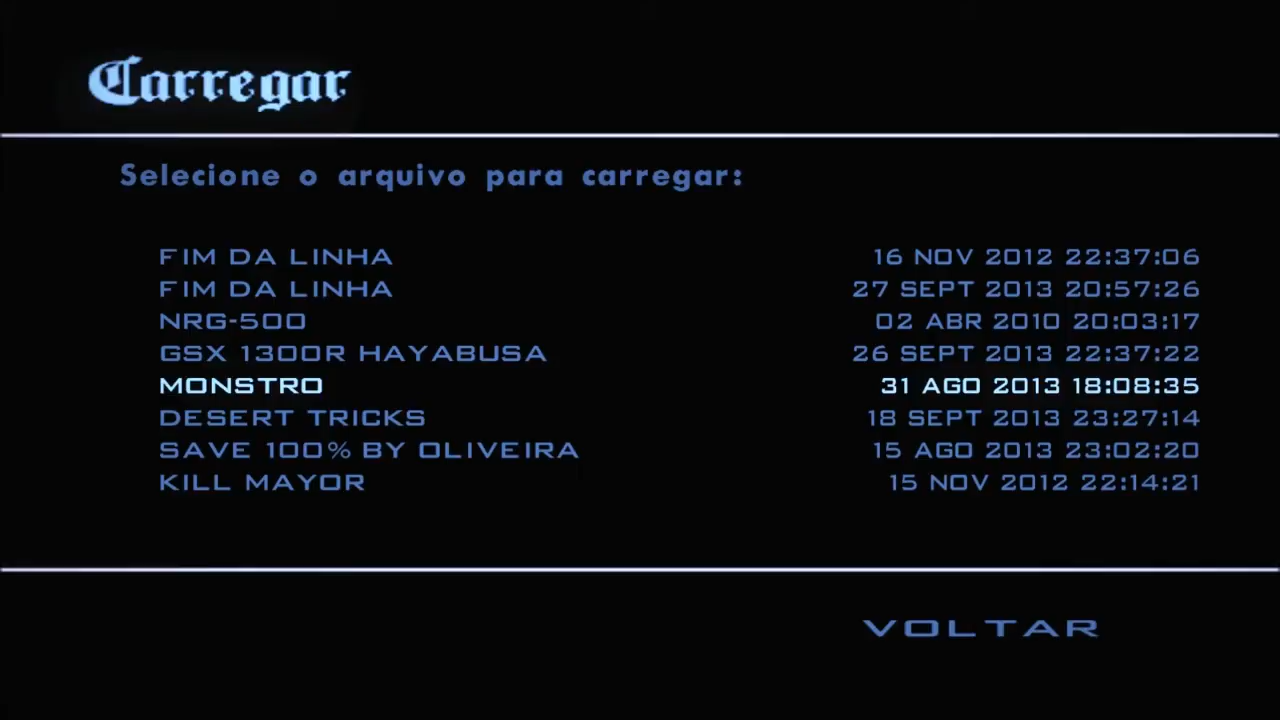 Carregar
Selecione o arquivo para carregar:
FIM DA LINHA 16 NOV 2012 22:37:06
FIM DA LINHA 27 SEPT 2013 20:57:26
NRG-500 02 ABR 2010 20:03:17
GSX 1300R HAYABUSA 26 SEPT 2013 22:37:22
MONSTRO 31 AGO 2013 18:08:35
DESERT TRICKS 18 SEPT 2013 23:27:14
SAVE 100% BY OLIVEIRA 15 AGO 2013 23:02:20
KILL MAYOR 15 NOV 2012 22:14:21
VOLTAR